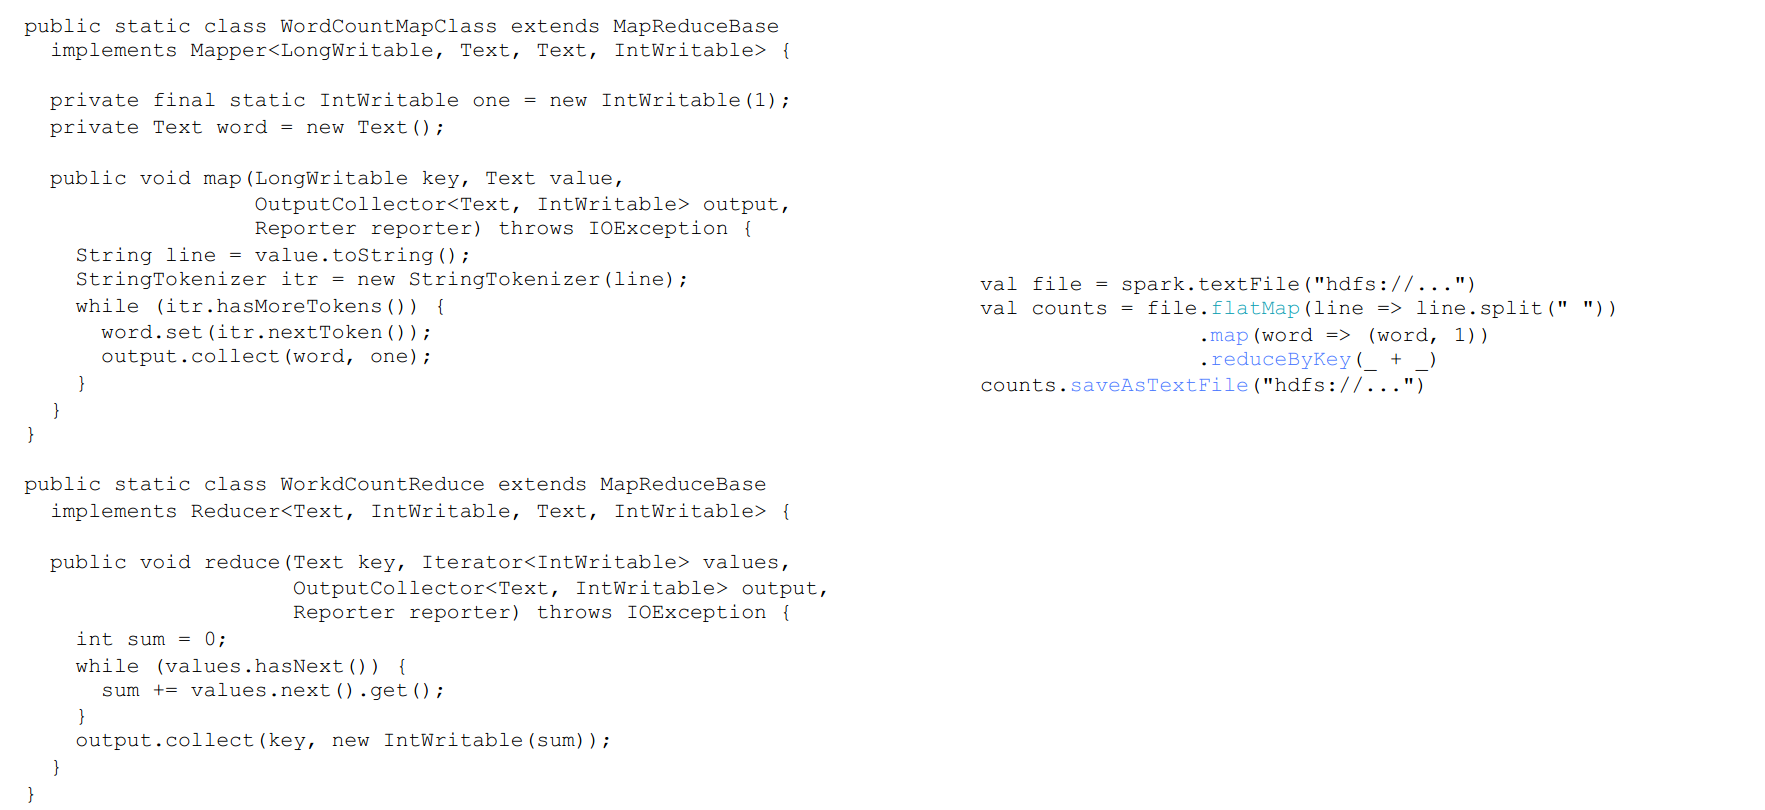 public static class WordCountMapClass extends MapReduceBase
  implements Mapper<LongWritable, Text, Text, IntWritable> {

  private final static IntWritable one = new IntWritable(1);
  private Text word = new Text();

  public void map(LongWritable key, Text value,
                  OutputCollector<Text, IntWritable> output,
                  Reporter reporter) throws IOException {
    String line = value.toString();
    StringTokenizer itr = new StringTokenizer(line);
    while (itr.hasMoreTokens()) {
      word.set(itr.nextToken());
      output.collect(word, one);
    }
  }
}

public static class WorkdCountReduce extends MapReduceBase
  implements Reducer<Text, IntWritable, Text, IntWritable> {

  public void reduce(Text key, Iterator<IntWritable> values,
                     OutputCollector<Text, IntWritable> output,
                     Reporter reporter) throws IOException {
    int sum = 0;
    while (values.hasNext()) {
      sum += values.next().get();
    }
    output.collect(key, new IntWritable(sum));
  }
}

val file = spark.textFile("hdfs://...")
val counts = file.flatMap(line => line.split(" "))
                 .map(word => (word, 1))
                 .reduceByKey(_ + _)
counts.saveAsTextFile("hdfs://...")